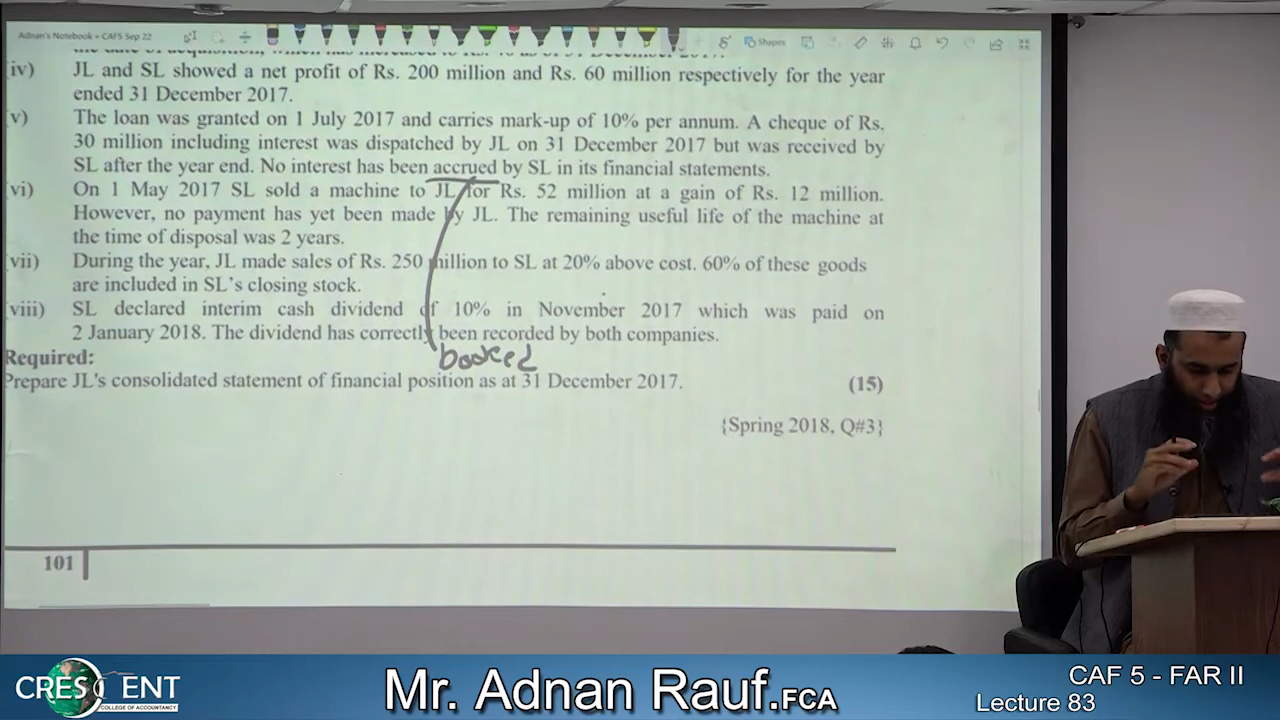 Adnan's Notebook - CAF5 Sep 22
Shapes
iv) JL and SL showed a net profit of Rs. 200 million and Rs. 60 million respectively for the year
ended 31 December 2017.
v) The loan was granted on 1 July 2017 and carries mark-up of 10% per annum. A cheque of Rs.
30 million including interest was dispatched by JL on 31 December 2017 but was received by
SL after the year end. No interest has been accrued by SL in its financial statements.
vi) On 1 May 2017 SL sold a machine to JL for Rs. 52 million at a gain of Rs. 12 million.
However, no payment has yet been made by JL. The remaining useful life of the machine at
the time of disposal was 2 years.
vii) During the year, JL made sales of Rs. 250 million to SL at 20% above cost. 60% of these goods
are included in SL's closing stock.
viii) SL declared interim cash dividend of 10% in November 2017 which was paid on
2 January 2018. The dividend has correctly been recorded by both companies.
booked
Required:
Prepare JL's consolidated statement of financial position as at 31 December 2017. (15)
{Spring 2018, Q#3}
101
CRESCENT
COLLEGE OF ACCOUNTANCY
Mr. Adnan Rauf.FCA
CAF 5 - FAR II
Lecture 83